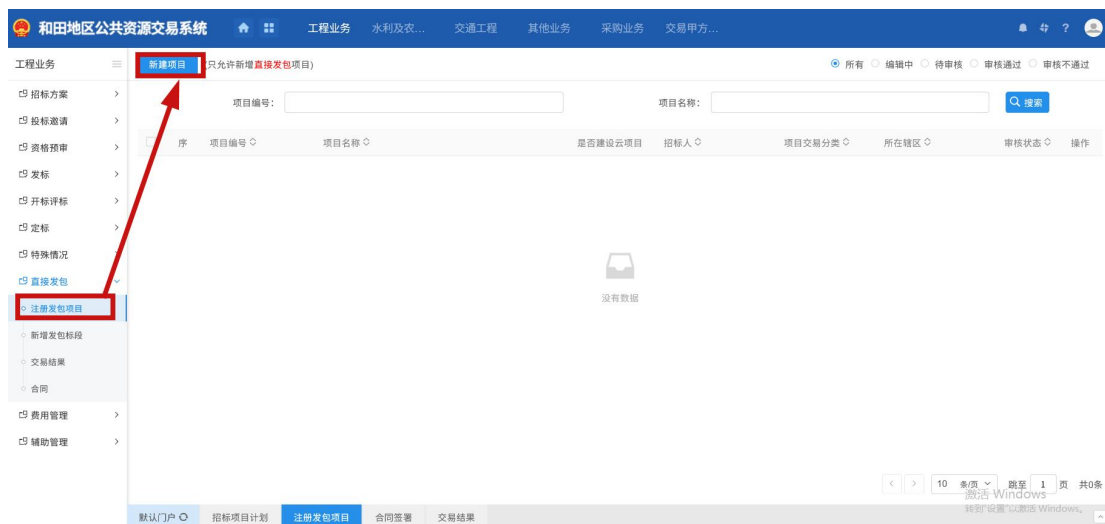 和田地区公共资源交易系统 工程业务 水利及农... 交通工程 其他业务 采购业务 交易甲方...
工程业务 新建项目 只允许新增直接发包项目) 所有 编辑中 待审核 审核通过 审核不通过
招标方案
项目编号: 项目名称: 搜索
投标邀请
资格预审
序 项目编号 项目名称 是否建设云项目 招标人 项目交易分类 所在辖区 审核状态 操作
发标
开标评标
定标
特殊情况
直接发包
没有数据
注册发包项目
新增发包标段
交易结果
合同
费用管理
辅助管理
10 条/页 跳至 1 页 共0条
激活 Windows
转到"设置"以激活 Windows。
默认门户 招标项目计划 注册发包项目 合同签署 交易结果